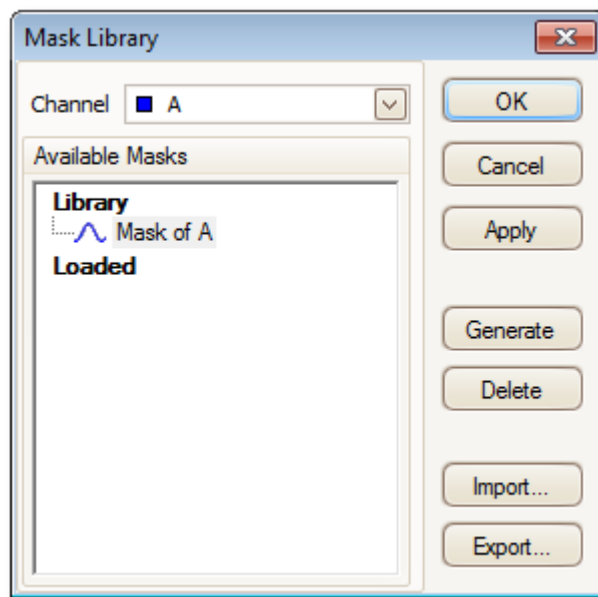 Mask Library
Channel A
Available Masks
Library
Mask of A
Loaded
OK
Cancel
Apply
Generate
Delete
Import...
Export...